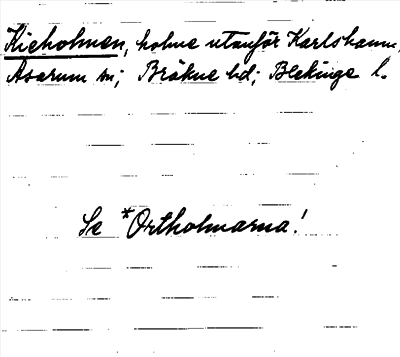 Kieholmen, holme utanför Karlshamn,
Asarum sn; Bräkne hd; Blekinge l.
Se *Ortholmarna!